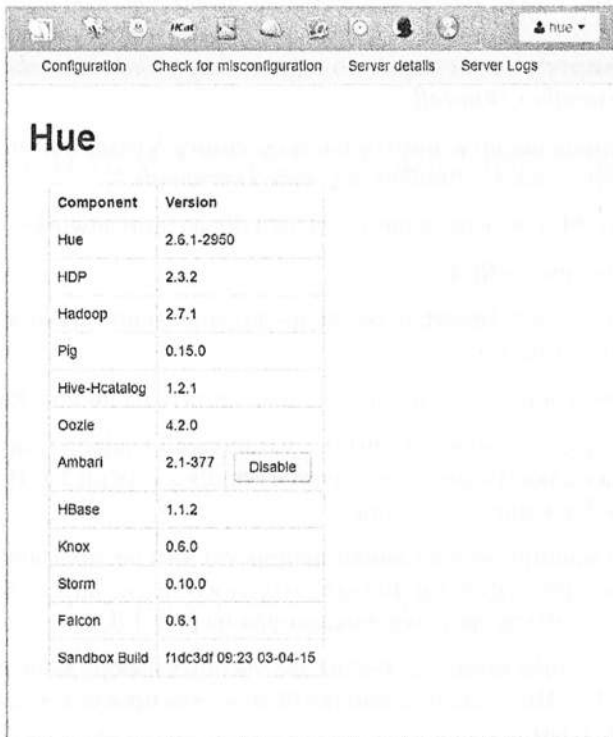 HCat
hue
Configuration Check for misconfiguration Server details Server Logs
Hue
Component Version
Hue 2.6.1-2950
HDP 2.3.2
Hadoop 2.7.1
Pig 0.15.0
Hive-Hcatalog 1.2.1
Oozie 4.2.0
Ambari 2.1-377 Disable
HBase 1.1.2
Knox 0.6.0
Storm 0.10.0
Falcon 0.6.1
Sandbox Build f1dc3df 09:23 03-04-15